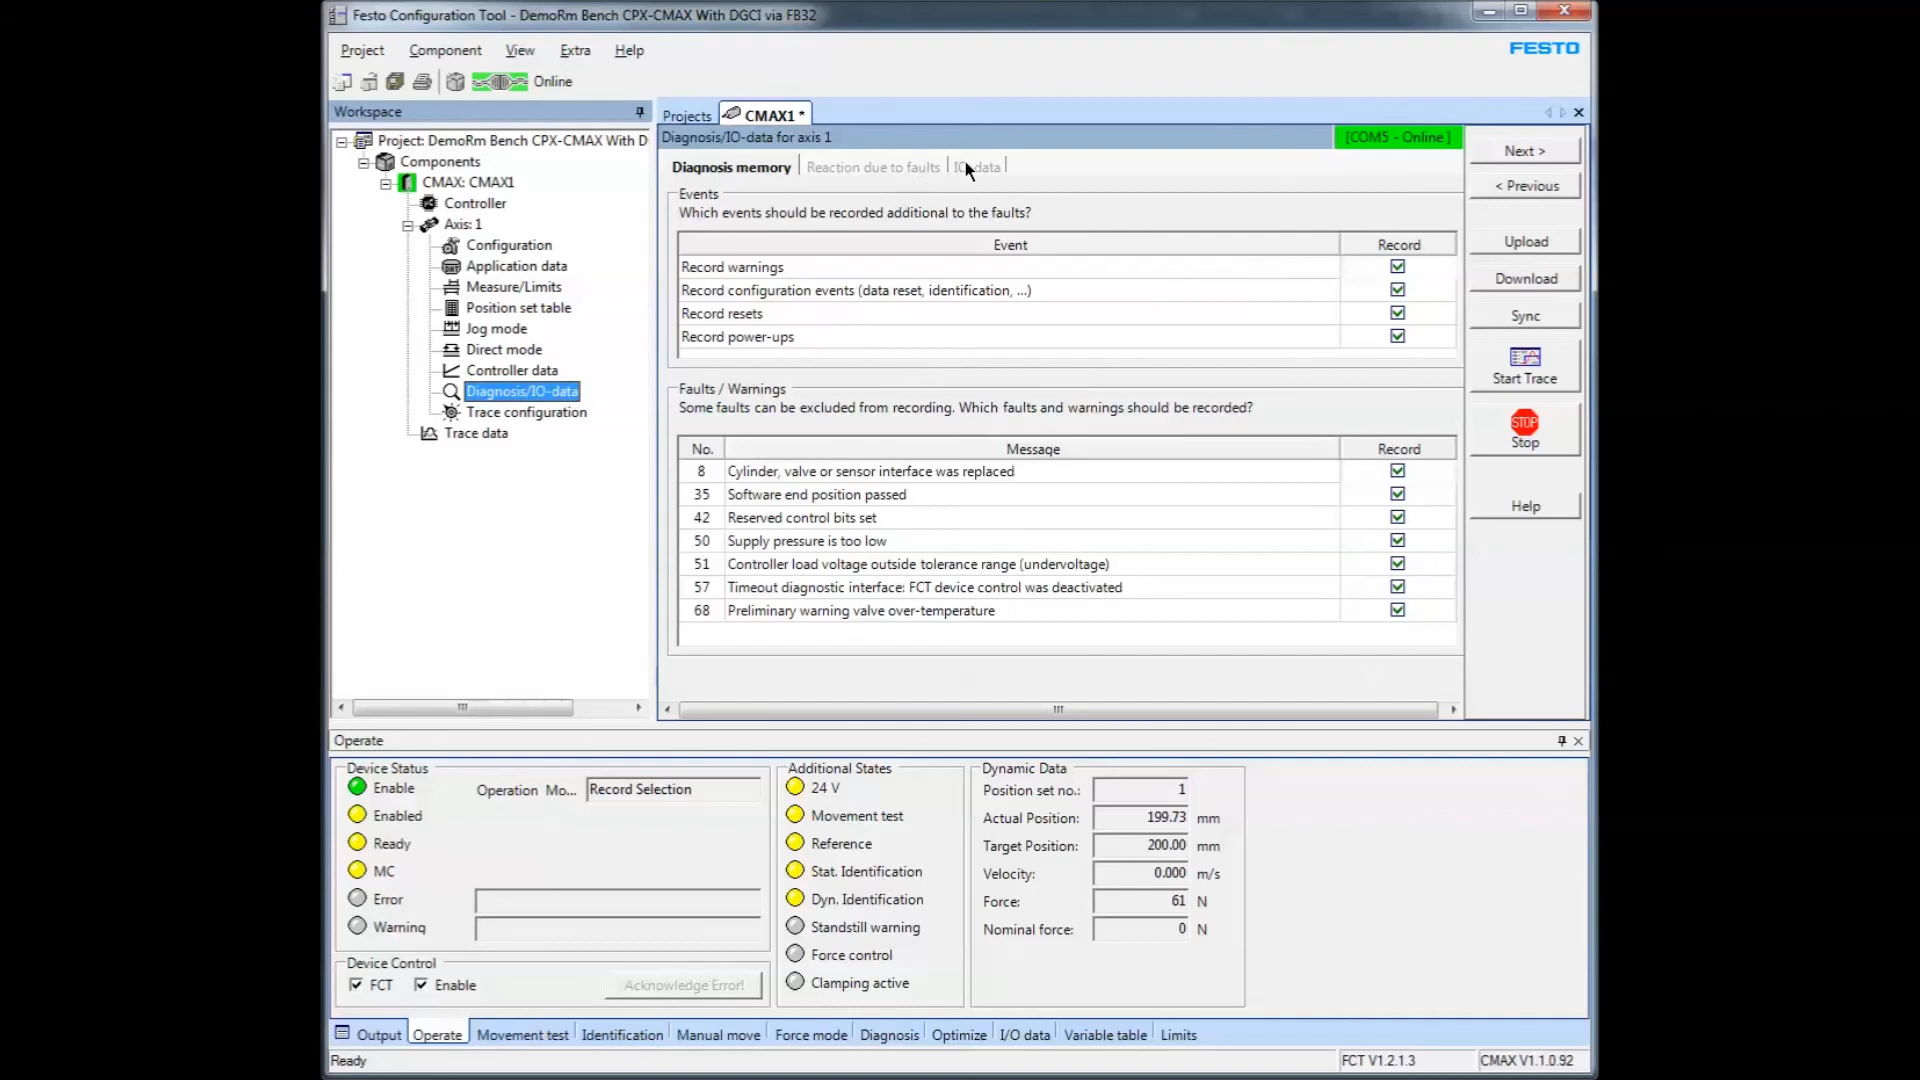 Festo Configuration Tool - DemoRm Bench CPX-CMAX With DGCI via FB32
Project Component View Extra Help
FESTO
Online
Workspace
Project: DemoRm Bench CPX-CMAX With D
Components
CMAX: CMAX1
Controller
Axis: 1
Configuration
Application data
Measure/Limits
Position set table
Jog mode
Direct mode
Controller data
Diagnosis/IO-data
Trace configuration
Trace data
Projects CMAX1 *
Diagnosis/IO-data for axis 1 [COM5 - Online ]
Diagnosis memory Reaction due to faults
Events
Which events should be recorded additional to the faults?
Event Record
Record warnings
Record configuration events (data reset, identification, ...)
Record resets
Record power-ups
Faults / Warnings
Some faults can be excluded from recording. Which faults and warnings should be recorded?
No. Message Record
8 Cylinder, valve or sensor interface was replaced
35 Software end position passed
42 Reserved control bits set
50 Supply pressure is too low
51 Controller load voltage outside tolerance range (undervoltage)
57 Timeout diagnostic interface: FCT device control was deactivated
68 Preliminary warning valve over-temperature
Next >
< Previous
Upload
Download
Sync
Start Trace
STOP
Stop
Help
Operate
Device Status
Enable Operation Mo... Record Selection
Enabled
Ready
MC
Error
Warning
Device Control
FCT Enable Acknowledge Error!
Additional States
24 V
Movement test
Reference
Stat. Identification
Dyn. Identification
Standstill warning
Force control
Clamping active
Dynamic Data
Position set no.: 1
Actual Position: 199.73 mm
Target Position: 200.00 mm
Velocity: 0.000 m/s
Force: 61 N
Nominal force: 0 N
Output Operate Movement test Identification Manual move Force mode Diagnosis Optimize I/O data Variable table Limits
Ready FCT V1.2.1.3 CMAX V1.1.0.92